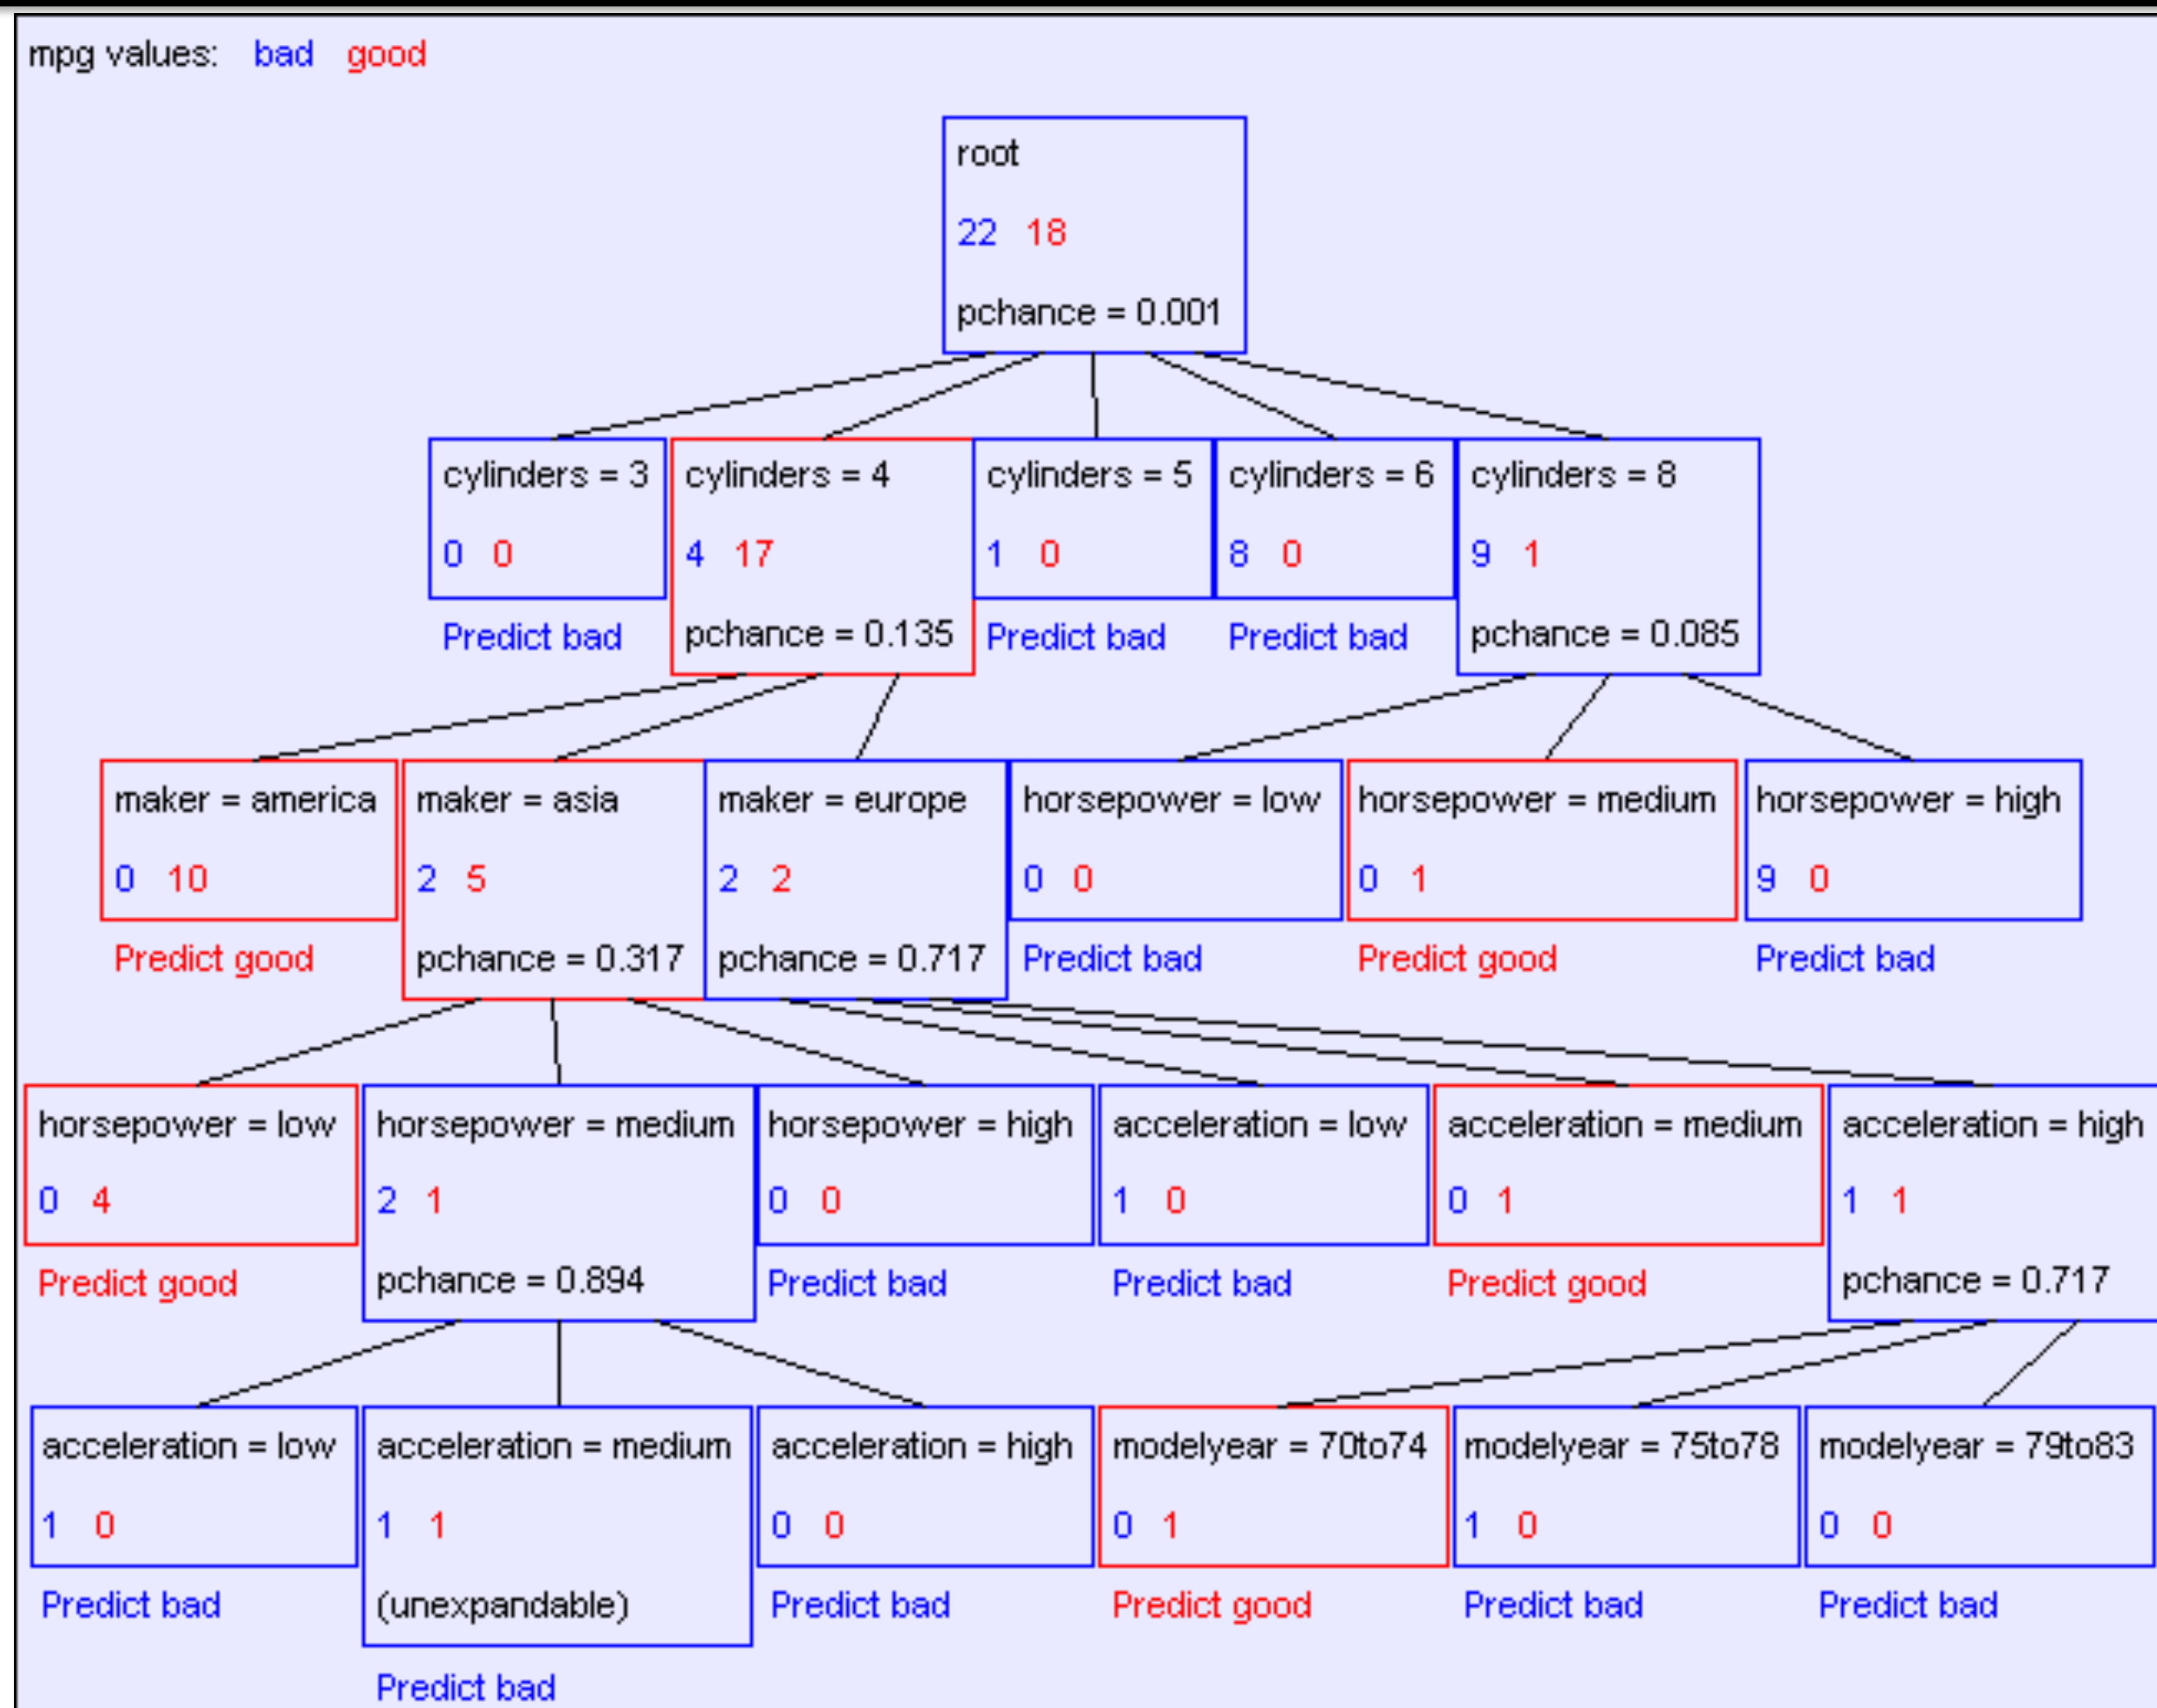 mpg values: bad good
root
22 18
pchance = 0.001
cylinders = 3 cylinders = 4 cylinders = 5 cylinders = 6 cylinders = 8
0 0 4 17 1 0 8 0 9 1
Predict bad pchance = 0.135 Predict bad Predict bad pchance = 0.085
maker = america maker = asia maker = europe horsepower = low horsepower = medium horsepower = high
0 10 2 5 2 2 0 0 0 1 9 0
Predict good pchance = 0.317 pchance = 0.717 Predict bad Predict good Predict bad
horsepower = low horsepower = medium horsepower = high acceleration = low acceleration = medium acceleration = high
0 4 2 1 0 0 1 0 0 1 1 1
Predict good pchance = 0.894 Predict bad Predict bad Predict good pchance = 0.717
acceleration = low acceleration = medium acceleration = high modelyear = 70to74 modelyear = 75to78 modelyear = 79to83
1 0 1 1 0 0 0 1 1 0 0 0
Predict bad (unexpandable) Predict bad Predict good Predict bad Predict bad
Predict bad